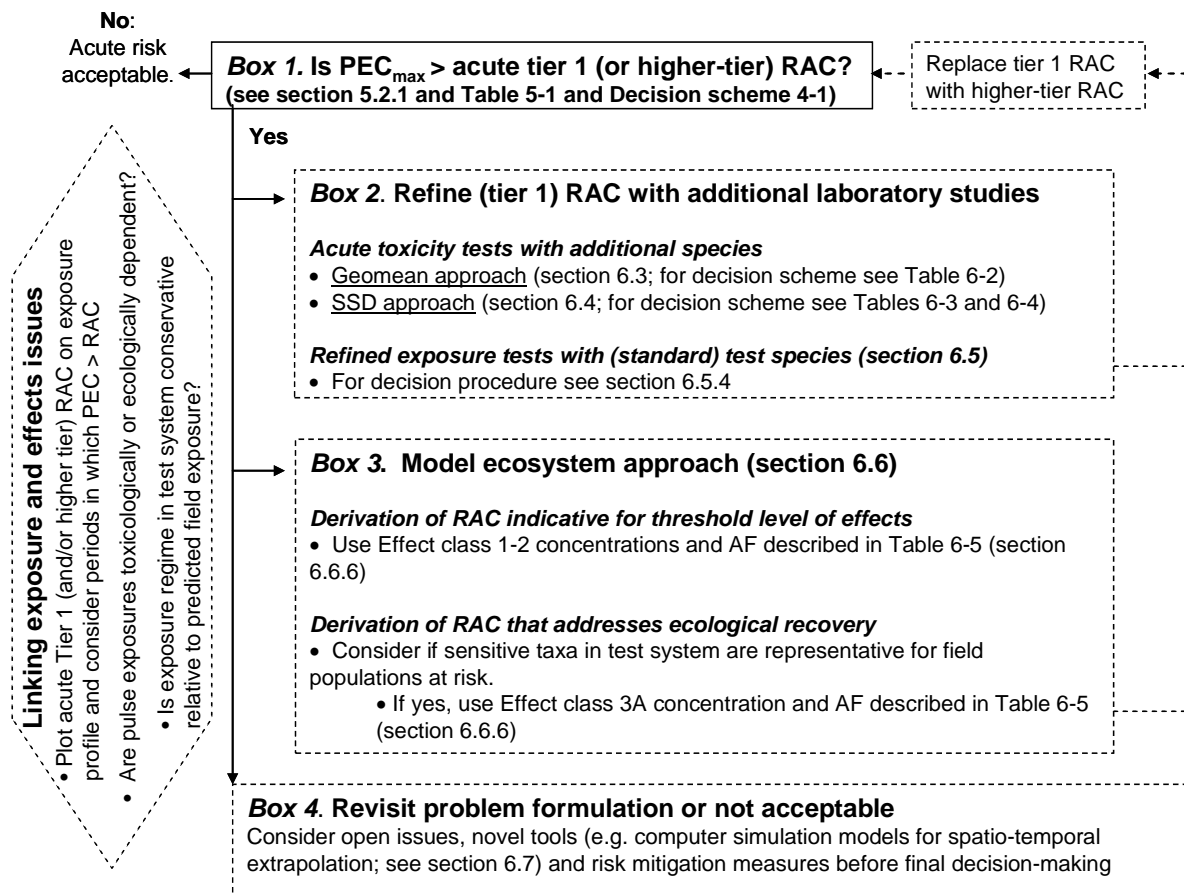 No:
Acute risk
acceptable.
Box 1. Is PECmax > acute tier 1 (or higher-tier) RAC?
(see section 5.2.1 and Table 5-1 and Decision scheme 4-1)
Replace tier 1 RAC
with higher-tier RAC
Yes
Linking exposure and effects issues
• Plot acute Tier 1 (and/or higher tier) RAC on exposure
profile and consider periods in which PEC > RAC
• Are pulse exposures toxicologically or ecologically dependent?
• Is exposure regime in test system conservative
relative to predicted field exposure?
Box 2. Refine (tier 1) RAC with additional laboratory studies
Acute toxicity tests with additional species
• Geomean approach (section 6.3; for decision scheme see Table 6-2)
• SSD approach (section 6.4; for decision scheme see Tables 6-3 and 6-4)
Refined exposure tests with (standard) test species (section 6.5)
• For decision procedure see section 6.5.4
Box 3. Model ecosystem approach (section 6.6)
Derivation of RAC indicative for threshold level of effects
• Use Effect class 1-2 concentrations and AF described in Table 6-5 (section
6.6.6)
Derivation of RAC that addresses ecological recovery
• Consider if sensitive taxa in test system are representative for field
populations at risk.
• If yes, use Effect class 3A concentration and AF described in Table 6-5
(section 6.6.6)
Box 4. Revisit problem formulation or not acceptable
Consider open issues, novel tools (e.g. computer simulation models for spatio-temporal
extrapolation; see section 6.7) and risk mitigation measures before final decision-making